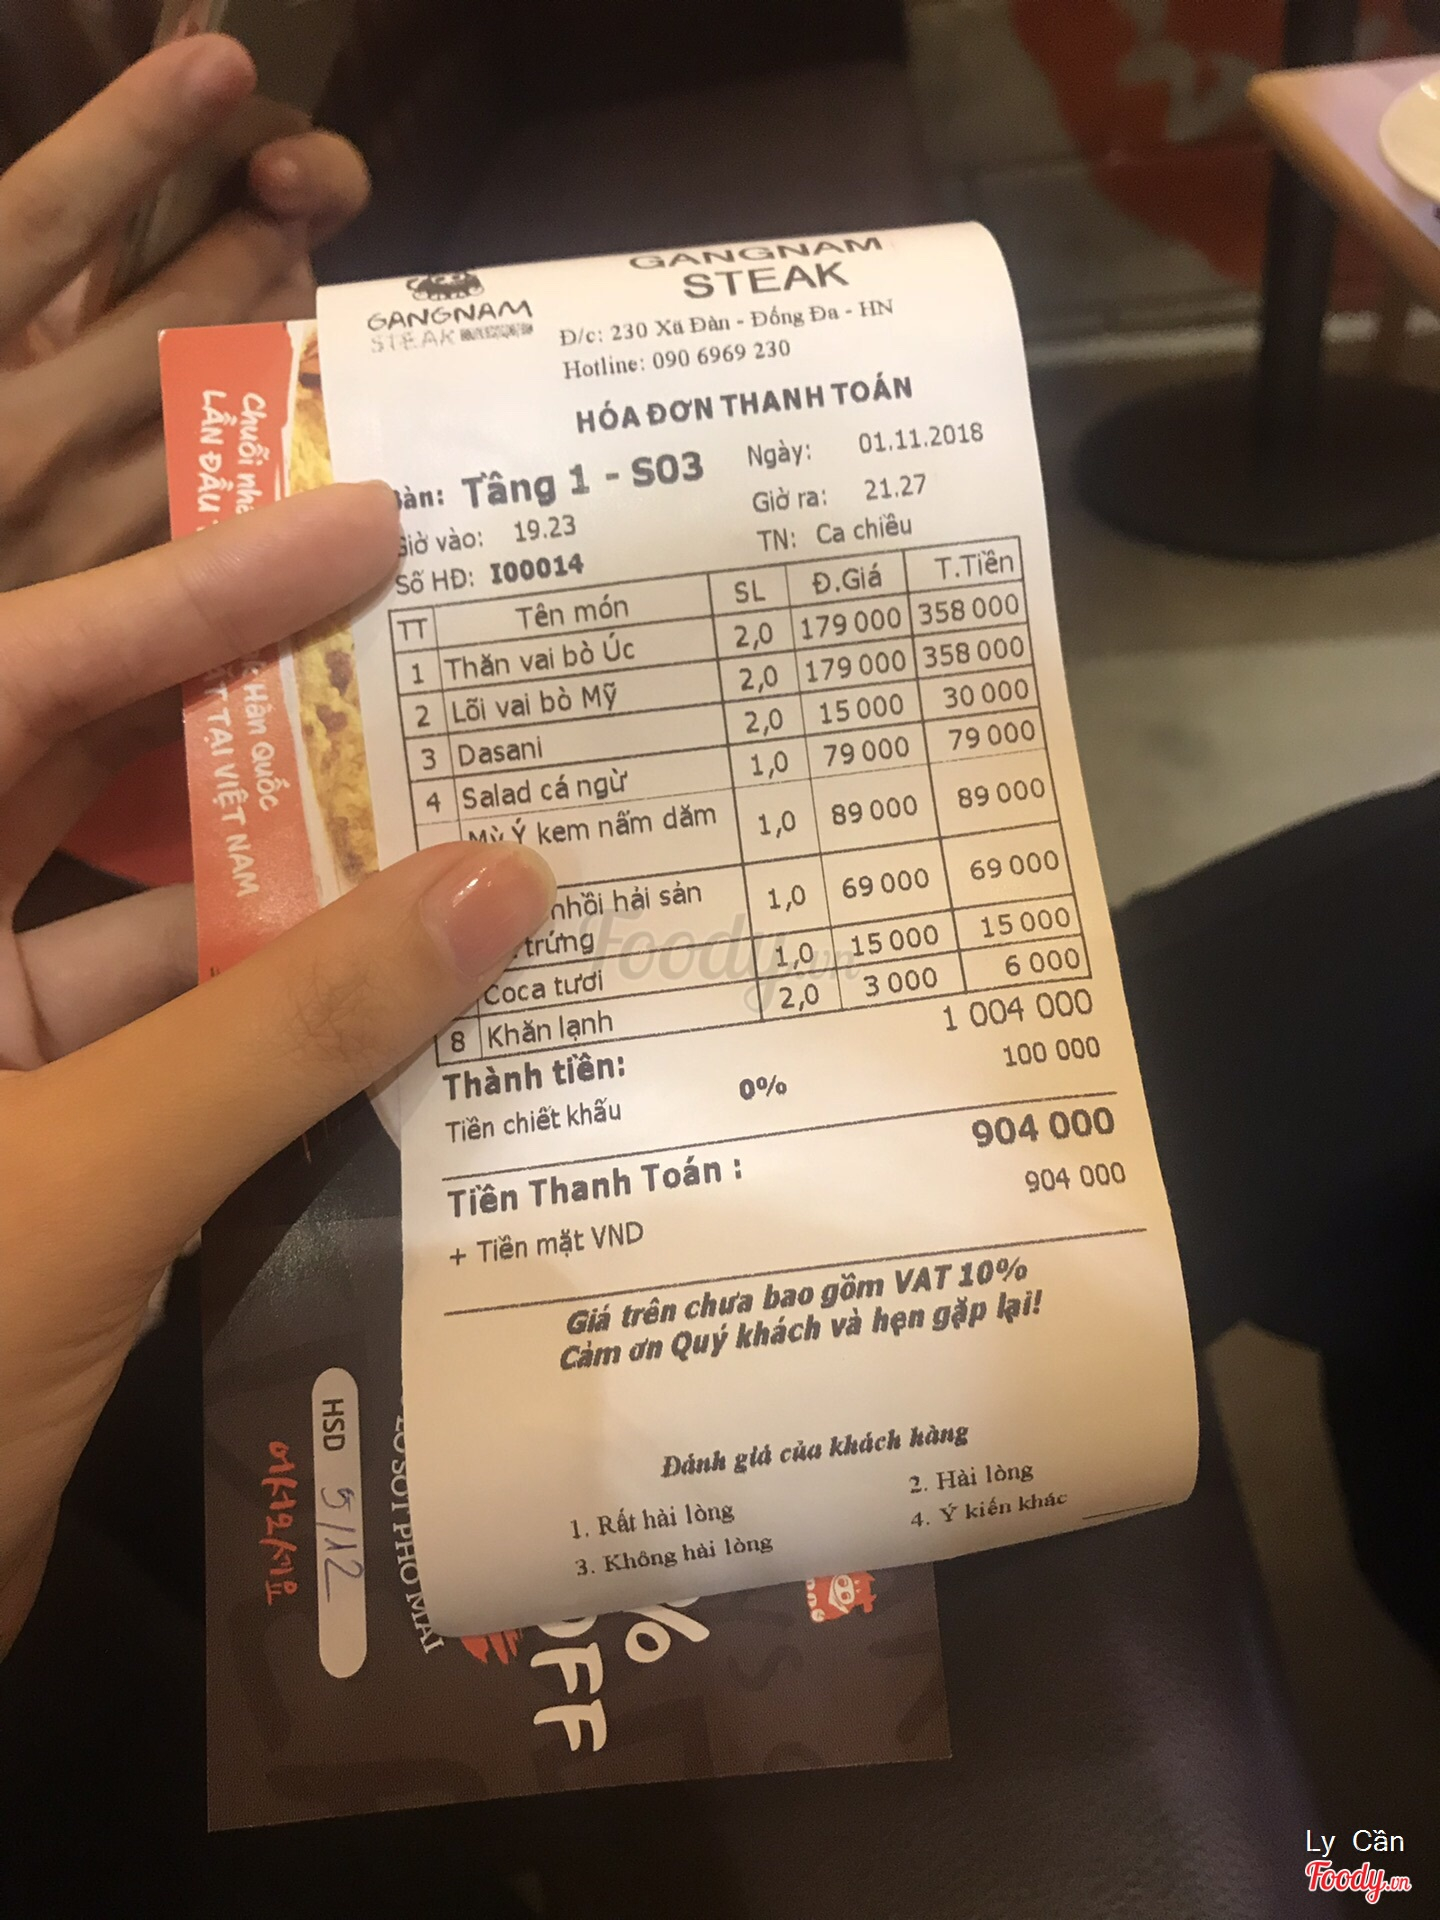 GANGNAM
STEAK
GANGNAM
STEAK
Đ/c: 230 Xã Đàn - Đống Đa - HN
Hotline: 090 6969 230
HÓA ĐƠN THANH TOÁN
Tầng 1 - S03
Ngày: 01.11.2018
vào: 19.23
Giờ ra: 21.27
Số HĐ: I00014
TN: Ca chiều
TT Tên món SL Đ.Giá T.Tiền
1 Thăn vai bò Úc 2,0 179 000 358 000
2 Lõi vai bò Mỹ 2,0 179 000 358 000
3 Dasani 2,0 15 000 30 000
4 Salad cá ngừ 1,0 79 000 79 000
Mỳ Ý kem nấm dăm 1,0 89 000 89 000
nhồi hải sản 1,0 69 000 69 000
trứng
Coca tươi 1,0 15 000 15 000
8 Khăn lạnh 2,0 3 000 6 000
Thành tiền: 1 004 000
Tiền chiết khấu 0% 100 000
Tiền Thanh Toán : 904 000
+ Tiền mặt VND 904 000
Giá trên chưa bao gồm VAT 10%
Cảm ơn Quý khách và hẹn gặp lại!
Đánh giá của khách hàng
1. Rất hài lòng 2. Hài lòng
3. Không hài lòng 4. Ý kiến khác
Chuỗi
LẦN ĐẦU
HÀN QUỐC
TẠI VIỆT NAM
HSD 5/12
SỐT PHÔ MAI
% OFF
Foody.vn
Ly Cần
Foody.vn